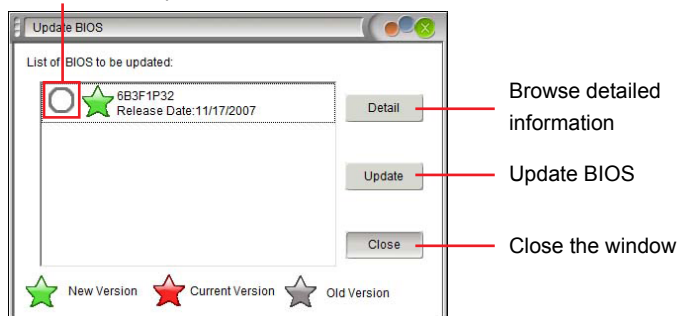 Update BIOS
List of BIOS to be updated:
6B3F1P32
Release Date:11/17/2007
Detail
Browse detailed
information
Update
Update BIOS
Close
Close the window
New Version
Current Version
Old Version